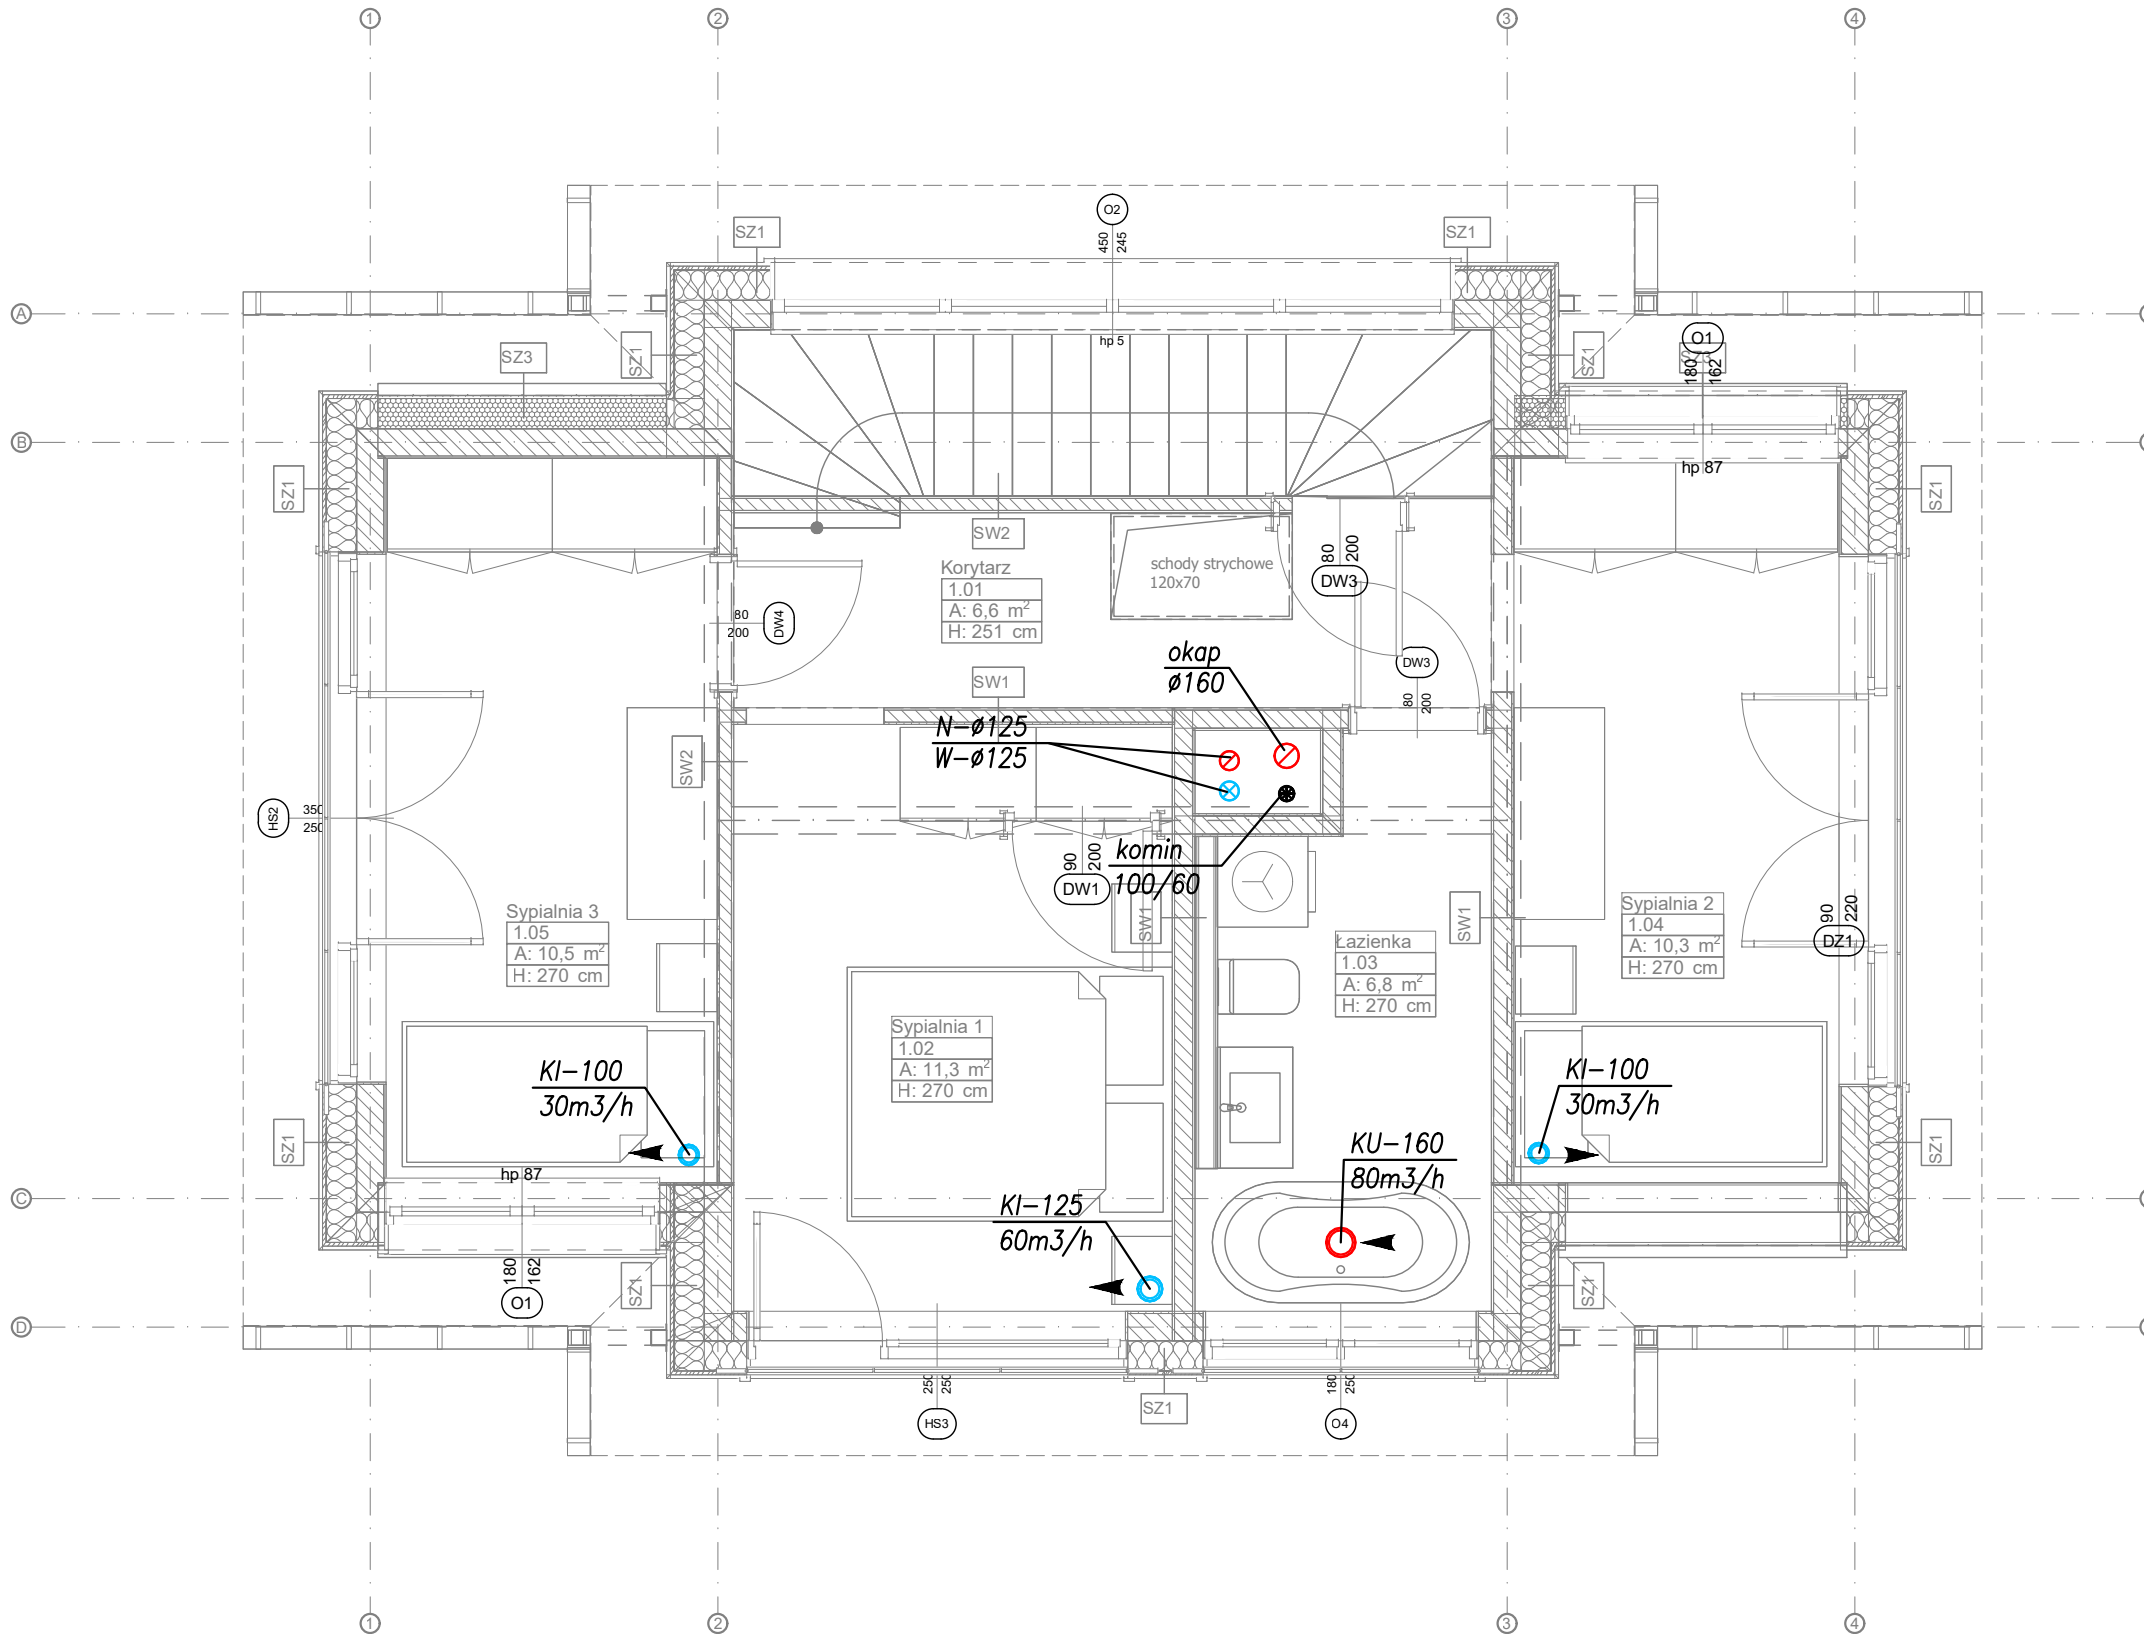 1
2
3
4
O2
SZ1
SZ1
450
245
A
A
O1
SZ1
hp 5
SZ1
SZ3
180
162
B
hp 87
SZ1
SZ1
SW2
80
200
schody strychowe
120x70
DW3
Korytarz
1.01
A: 6,6 m²
H: 251 cm
80
200
DW4
okap
ø160
DW3
SW1
80
200
N-ø125
W-ø125
SW2
HS2
350
250
komin
100/60
90
200
DW1
SW1
SW1
Sypialnia 3
1.05
A: 10,5 m²
H: 270 cm
Łazienka
1.03
A: 6,8 m²
H: 270 cm
Sypialnia 2
1.04
A: 10,3 m²
H: 270 cm
90
220
DZ1
Sypialnia 1
1.02
A: 11,3 m²
H: 270 cm
KI-100
30m3/h
KI-100
30m3/h
SZ1
KU-160
80m3/h
SZ1
hp 87
C
KI-125
60m3/h
180
162
O1
SZ1
SZ1
D
250
250
180
250
SZ1
HS3
O4
1
2
3
4